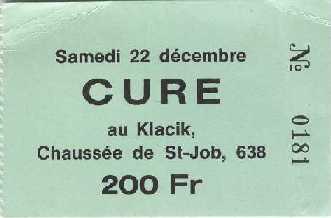 Samedi 22 décembre
CURE
au Klacik,
Chaussée de St-Job, 638
200 Fr
№ 0181